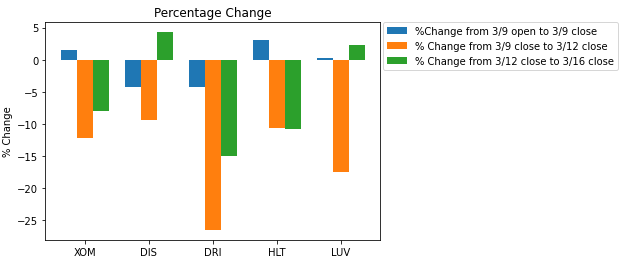 Percentage Change
%Change from 3/9 open to 3/9 close
% Change from 3/9 close to 3/12 close
% Change from 3/12 close to 3/16 close
% Change
5
0
−5
−10
−15
−20
−25
XOM DIS DRI HLT LUV